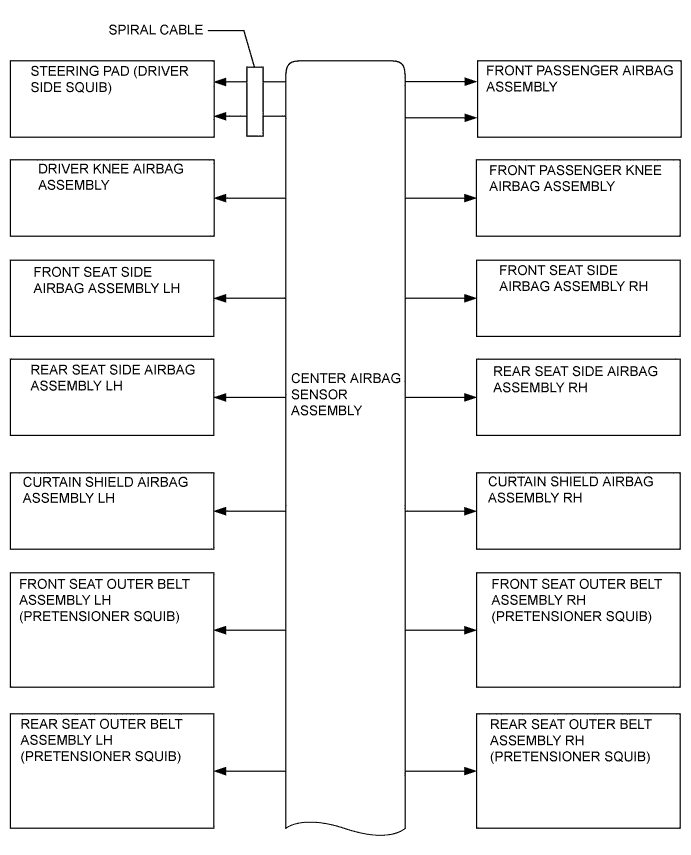 SPIRAL CABLE
STEERING PAD (DRIVER
SIDE SQUIB)
FRONT PASSENGER AIRBAG
ASSEMBLY
DRIVER KNEE AIRBAG
ASSEMBLY
FRONT PASSENGER KNEE
AIRBAG ASSEMBLY
FRONT SEAT SIDE
AIRBAG ASSEMBLY LH
FRONT SEAT SIDE
AIRBAG ASSEMBLY RH
REAR SEAT SIDE AIRBAG
ASSEMBLY LH
CENTER AIRBAG
SENSOR
ASSEMBLY
REAR SEAT SIDE AIRBAG
ASSEMBLY RH
CURTAIN SHIELD AIRBAG
ASSEMBLY LH
CURTAIN SHIELD AIRBAG
ASSEMBLY RH
FRONT SEAT OUTER BELT
ASSEMBLY LH
(PRETENSIONER SQUIB)
FRONT SEAT OUTER BELT
ASSEMBLY RH
(PRETENSIONER SQUIB)
REAR SEAT OUTER BELT
ASSEMBLY LH
(PRETENSIONER SQUIB)
REAR SEAT OUTER BELT
ASSEMBLY RH
(PRETENSIONER SQUIB)